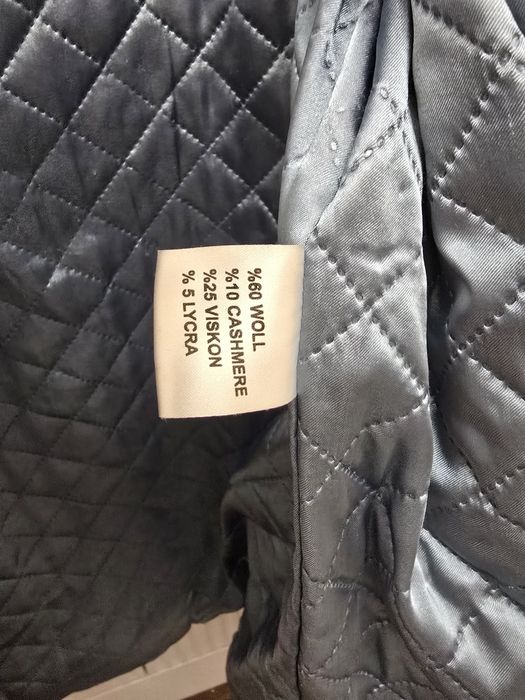 %60 WOLL
%10 CASHMERE
%25 VISKON
% 5 LYCRA